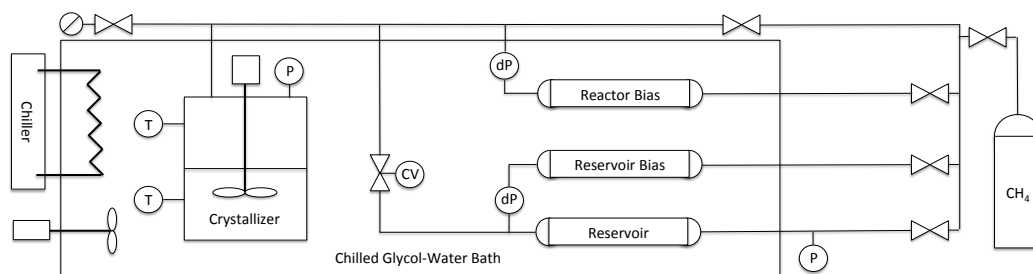 P
dP
Reactor Bias
Chiller
T
CV
Reservoir Bias
dP
T
Crystallizer
CH4
Reservoir
P
Chilled Glycol-Water Bath